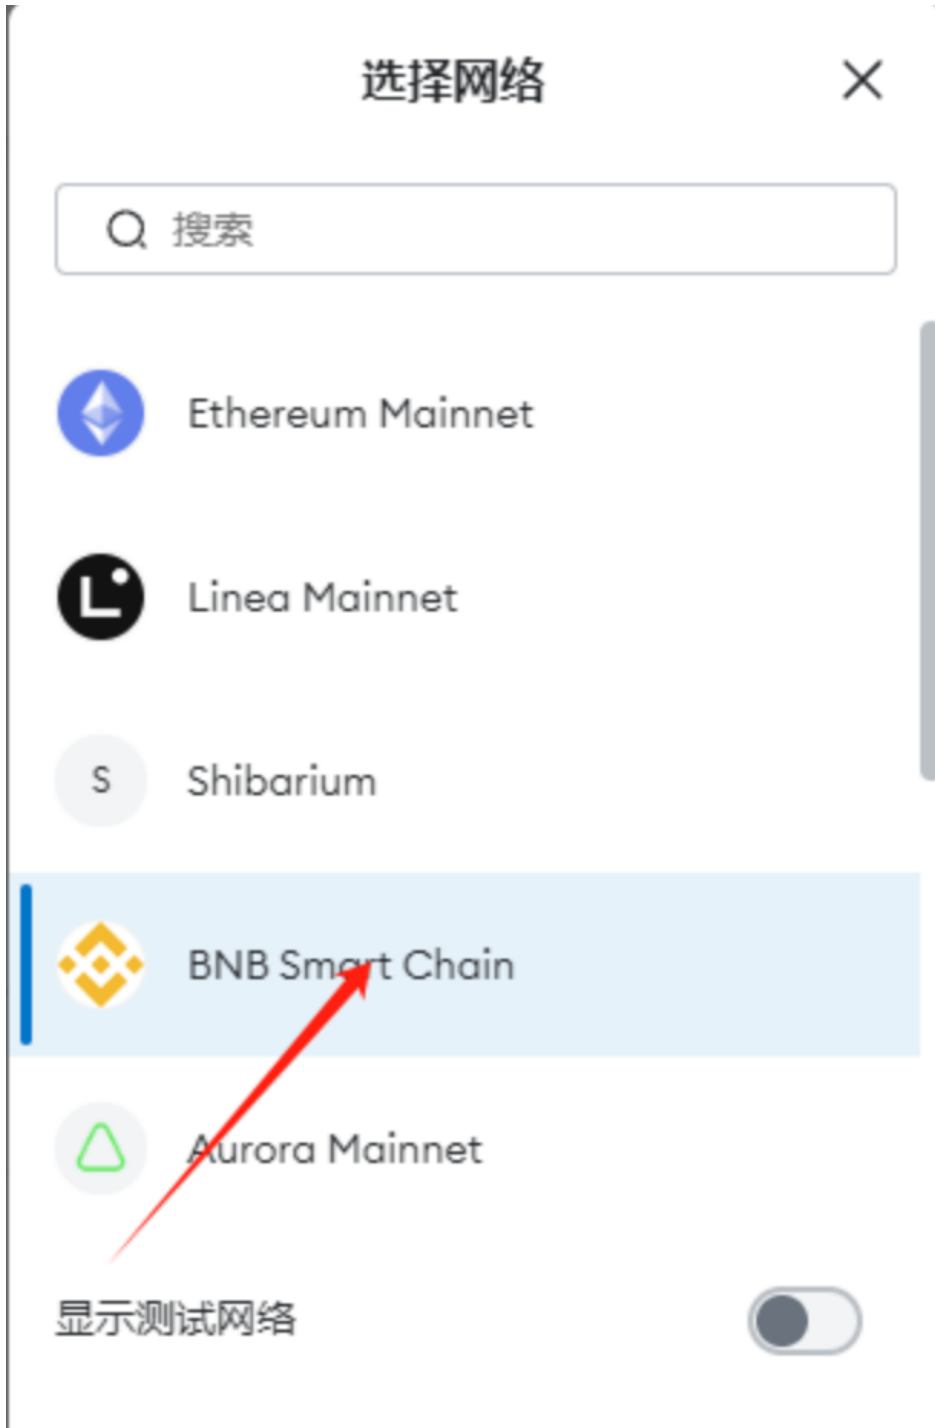 选择网络
搜索
Ethereum Mainnet
Linea Mainnet
S
Shibarium
BNB Smart Chain
Aurora Mainnet
显示测试网络